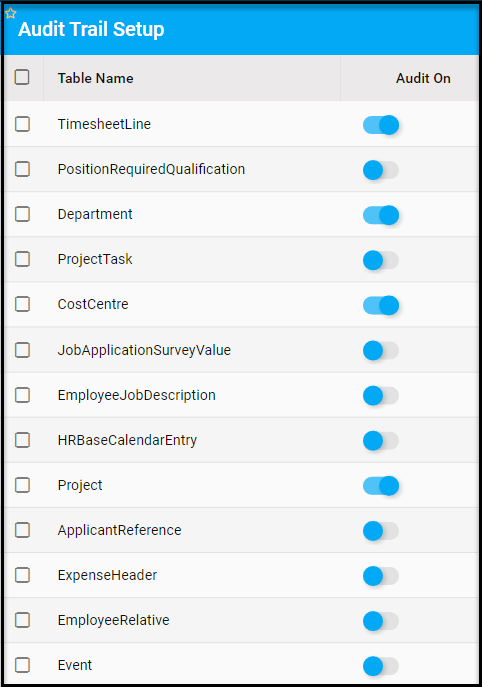 Audit Trail Setup
Table Name Audit On
TimesheetLine
PositionRequiredQualification
Department
ProjectTask
CostCentre
JobApplicationSurveyValue
EmployeeJobDescription
HRBaseCalendarEntry
Project
ApplicantReference
ExpenseHeader
EmployeeRelative
Event